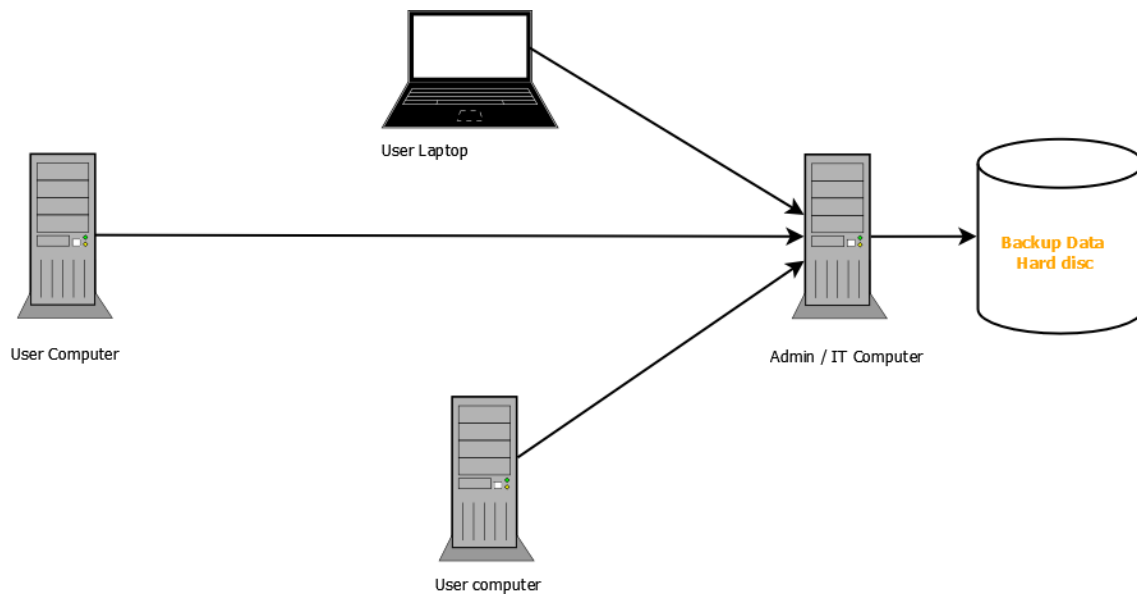 User Laptop
Backup Data
Hard disc
User Computer
Admin / IT Computer
User computer